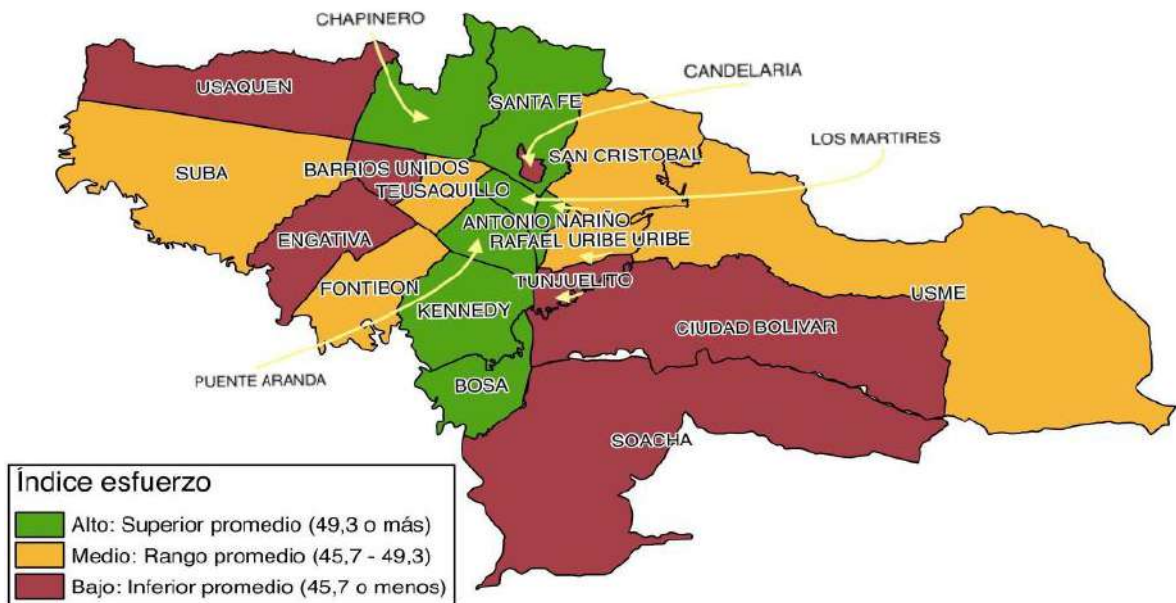 CHAPINERO
USAQUEN
CANDELARIA
SANTA FE
LOS MARTIRES
SAN CRISTOBAL
BARRIOS UNIDOS
SUBA
TEUSAQUILLO
ANTONIO NARIÑO
ENGATIVA
RAFAEL URIBE URIBE
TUNJUELITO
FONTIBON
USME
KENNEDY
CIUDAD BOLIVAR
PUENTE ARANDA
BOSA
SOACHA
Índice esfuerzo
Alto: Superior promedio (49,3 o más)
Medio: Rango promedio (45,7 - 49,3)
Bajo: Inferior promedio (45,7 o menos)